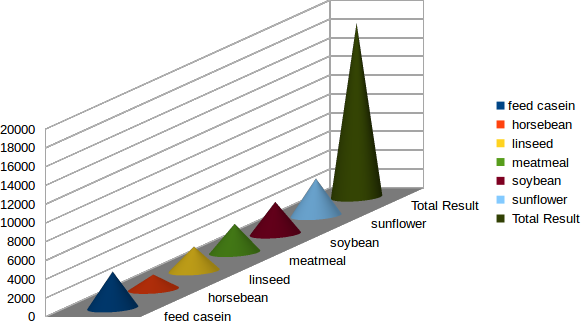 20000
18000
16000
14000
12000
10000
8000
6000
4000
2000
0
feed casein
horsebean
linseed
meatmeal
soybean
sunflower
Total Result
feed casein
horsebean
linseed
meatmeal
soybean
sunflower
Total Result